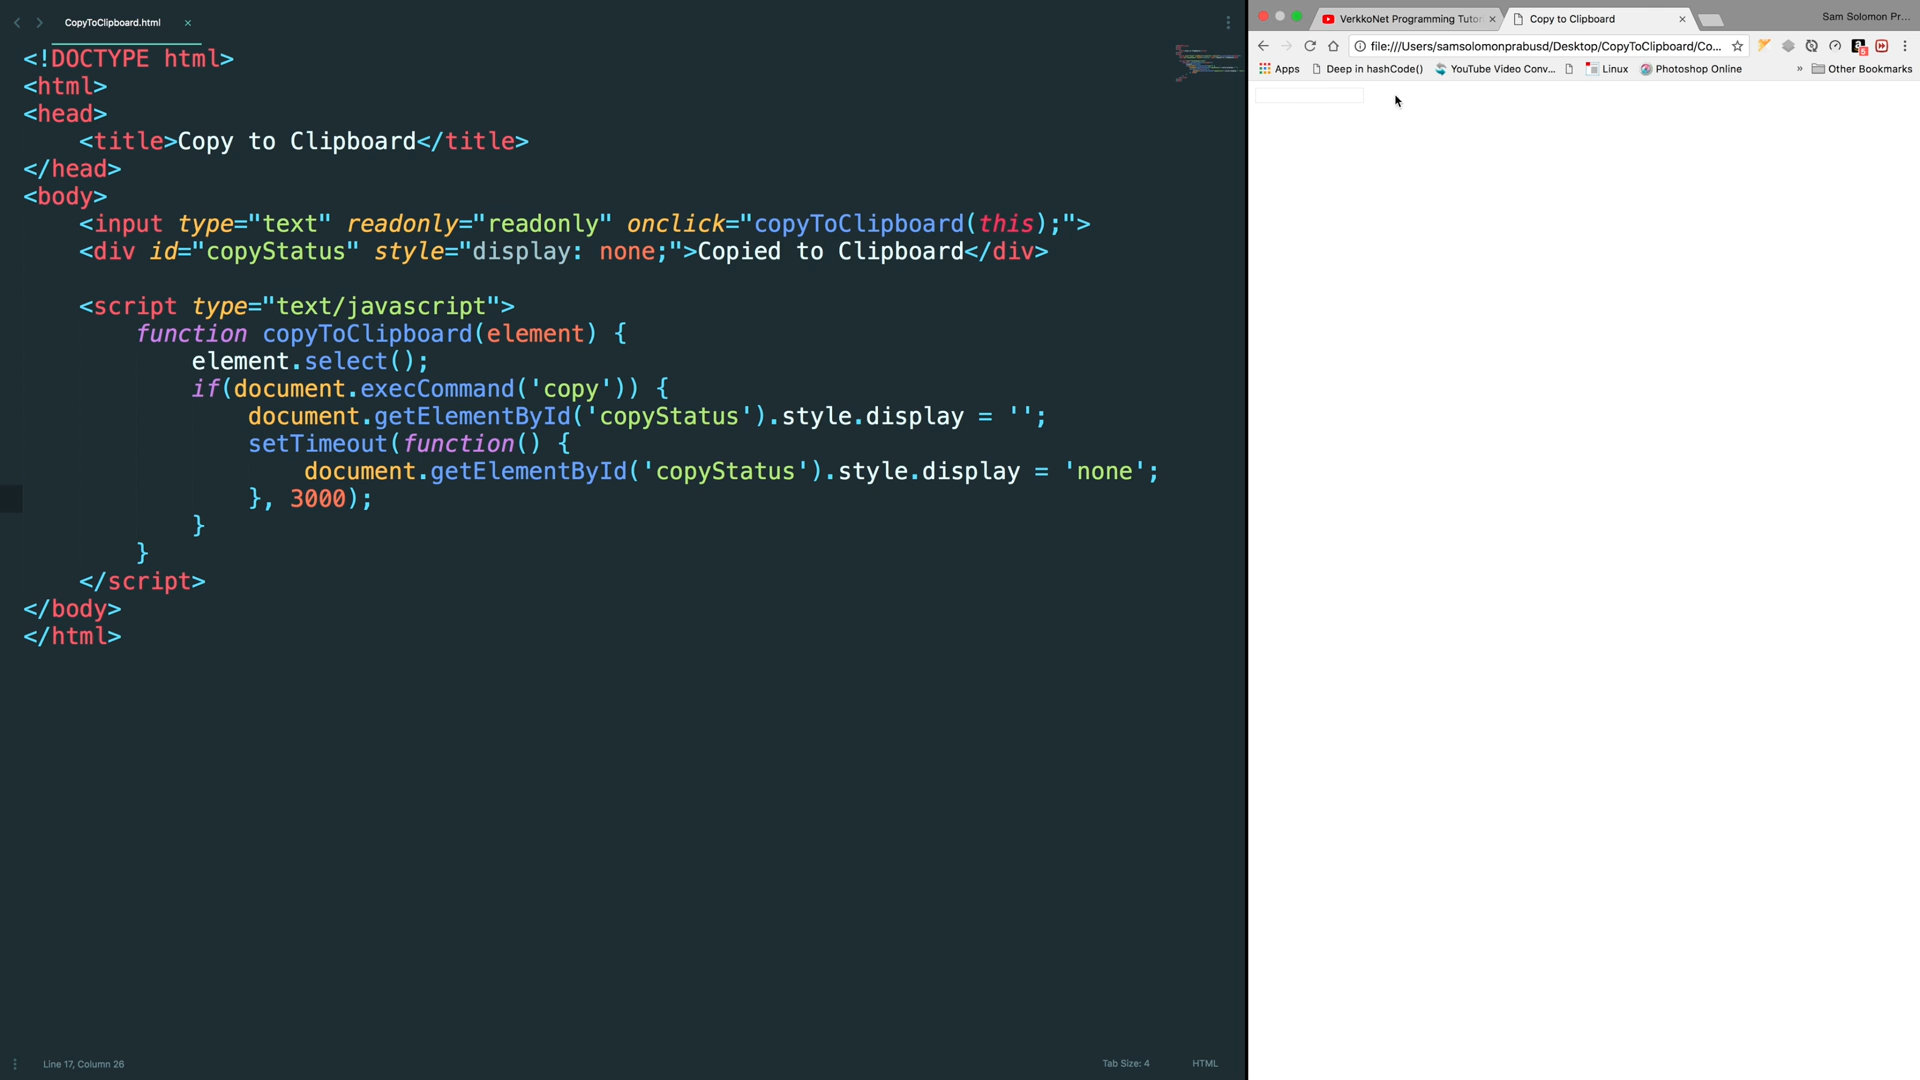 CopyToClipboard.html
<!DOCTYPE html>
<html>
<head>
    <title>Copy to Clipboard</title>
</head>
<body>
    <input type="text" readonly="readonly" onclick="copyToClipboard(this);">
    <div id="copyStatus" style="display: none;">Copied to Clipboard</div>
    <script type="text/javascript">
        function copyToClipboard(element) {
            element.select();
            if(document.execCommand('copy')) {
                document.getElementById('copyStatus').style.display = '';
                setTimeout(function() {
                    document.getElementById('copyStatus').style.display = 'none';
                }, 3000);
            }
        }
    </script>
</body>
</html>
Line 17, Column 26
Tab Size: 4
HTML
VerkkoNet Programming Tutor
Copy to Clipboard
Sam Solomon Pr...
file:///Users/samsolomonprabusd/Desktop/CopyToClipboard/Co...
Apps
Deep in hashCode()
YouTube Video Conv...
Linux
Photoshop Online
»
Other Bookmarks